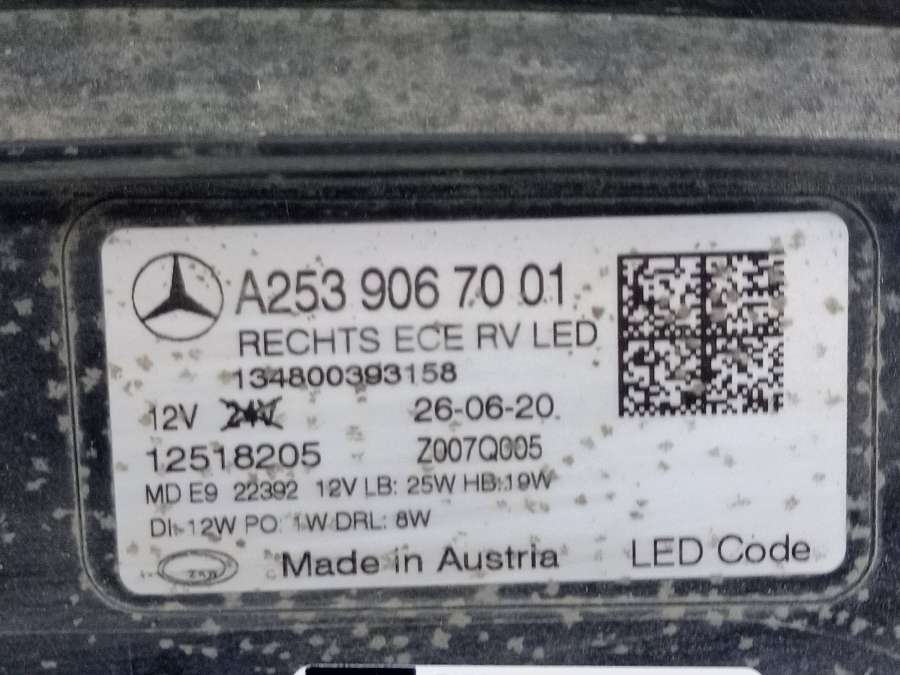 A253 906 70 01
RECHTS ECE RV LED
134800393158
12V 24V 26-06-20
12518205 Z007Q005
MD E9 22392 12V LB: 25W HB:19W
DI: 12W PO: 1W DRL: 8W
Made in Austria LED Code